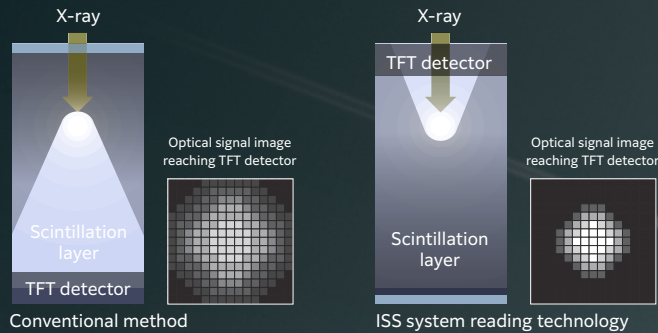 X-ray
Optical signal image
reaching TFT detector
Scintillation
layer
TFT detector
Conventional method
X-ray
TFT detector
Optical signal image
reaching TFT detector
Scintillation
layer
ISS system reading technology